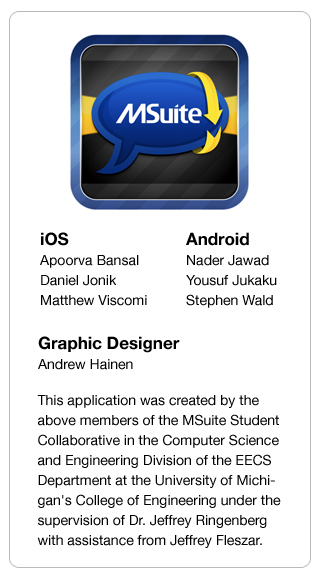 MSuite
iOS
Apoorva Bansal
Daniel Jonik
Matthew Viscomi
Android
Nader Jawad
Yousuf Jukaku
Stephen Wald
Graphic Designer
Andrew Hainen
This application was created by the
above members of the MSuite Student
Collaborative in the Computer Science
and Engineering Division of the EECS
Department at the University of Michi-
gan's College of Engineering under the
supervision of Dr. Jeffrey Ringenberg
with assistance from Jeffrey Fleszar.